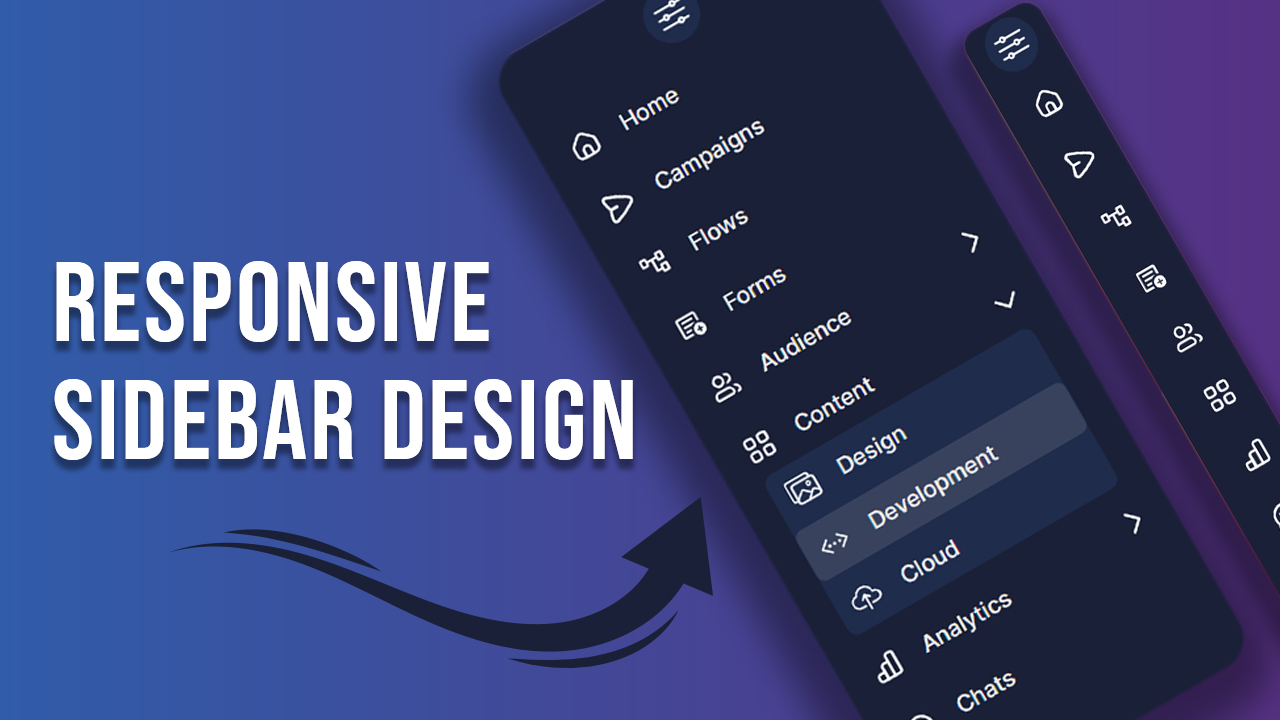 RESPONSIVE
SIDEBAR DESIGN
Home
Campaigns
Flows
Forms
Audience
Content
Design
Development
Cloud
Analytics
Chats